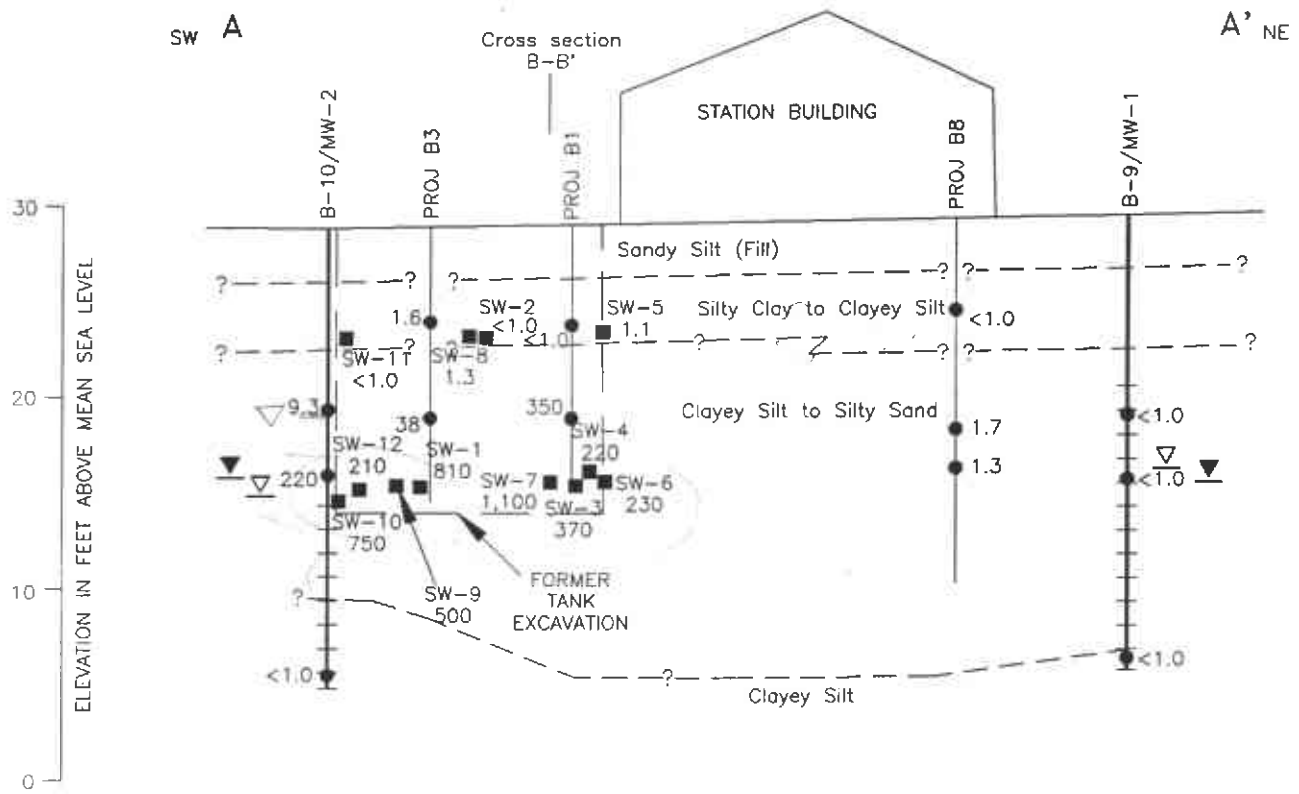 SW A
A' NE
Cross section
B-B'
STATION BUILDING
B-10/MW-2
PROJ B3
PROJ B1
PROJ B8
B-9/MW-1
30
20
10
0
ELEVATION IN FEET ABOVE MEAN SEA LEVEL
Sandy Silt (Fill)
? ? ? ? ? ?
Silty Clay to Clayey Silt
1.6
SW-2
<1.0
<1.0
SW-5
1.1
<1.0
? ? ? ? ? ? ?
SW-11
<1.0
SW-8
1.3
Clayey Silt to Silty Sand
9.3
38
350
1.7
<1.0
SW-12
210
SW-1
810
SW-4
220
1.3
<1.0
220
SW-7
1,100
SW-6
230
SW-10
750
SW-3
370
SW-9
500
FORMER
TANK
EXCAVATION
?
<1.0
<1.0
?
Clayey Silt